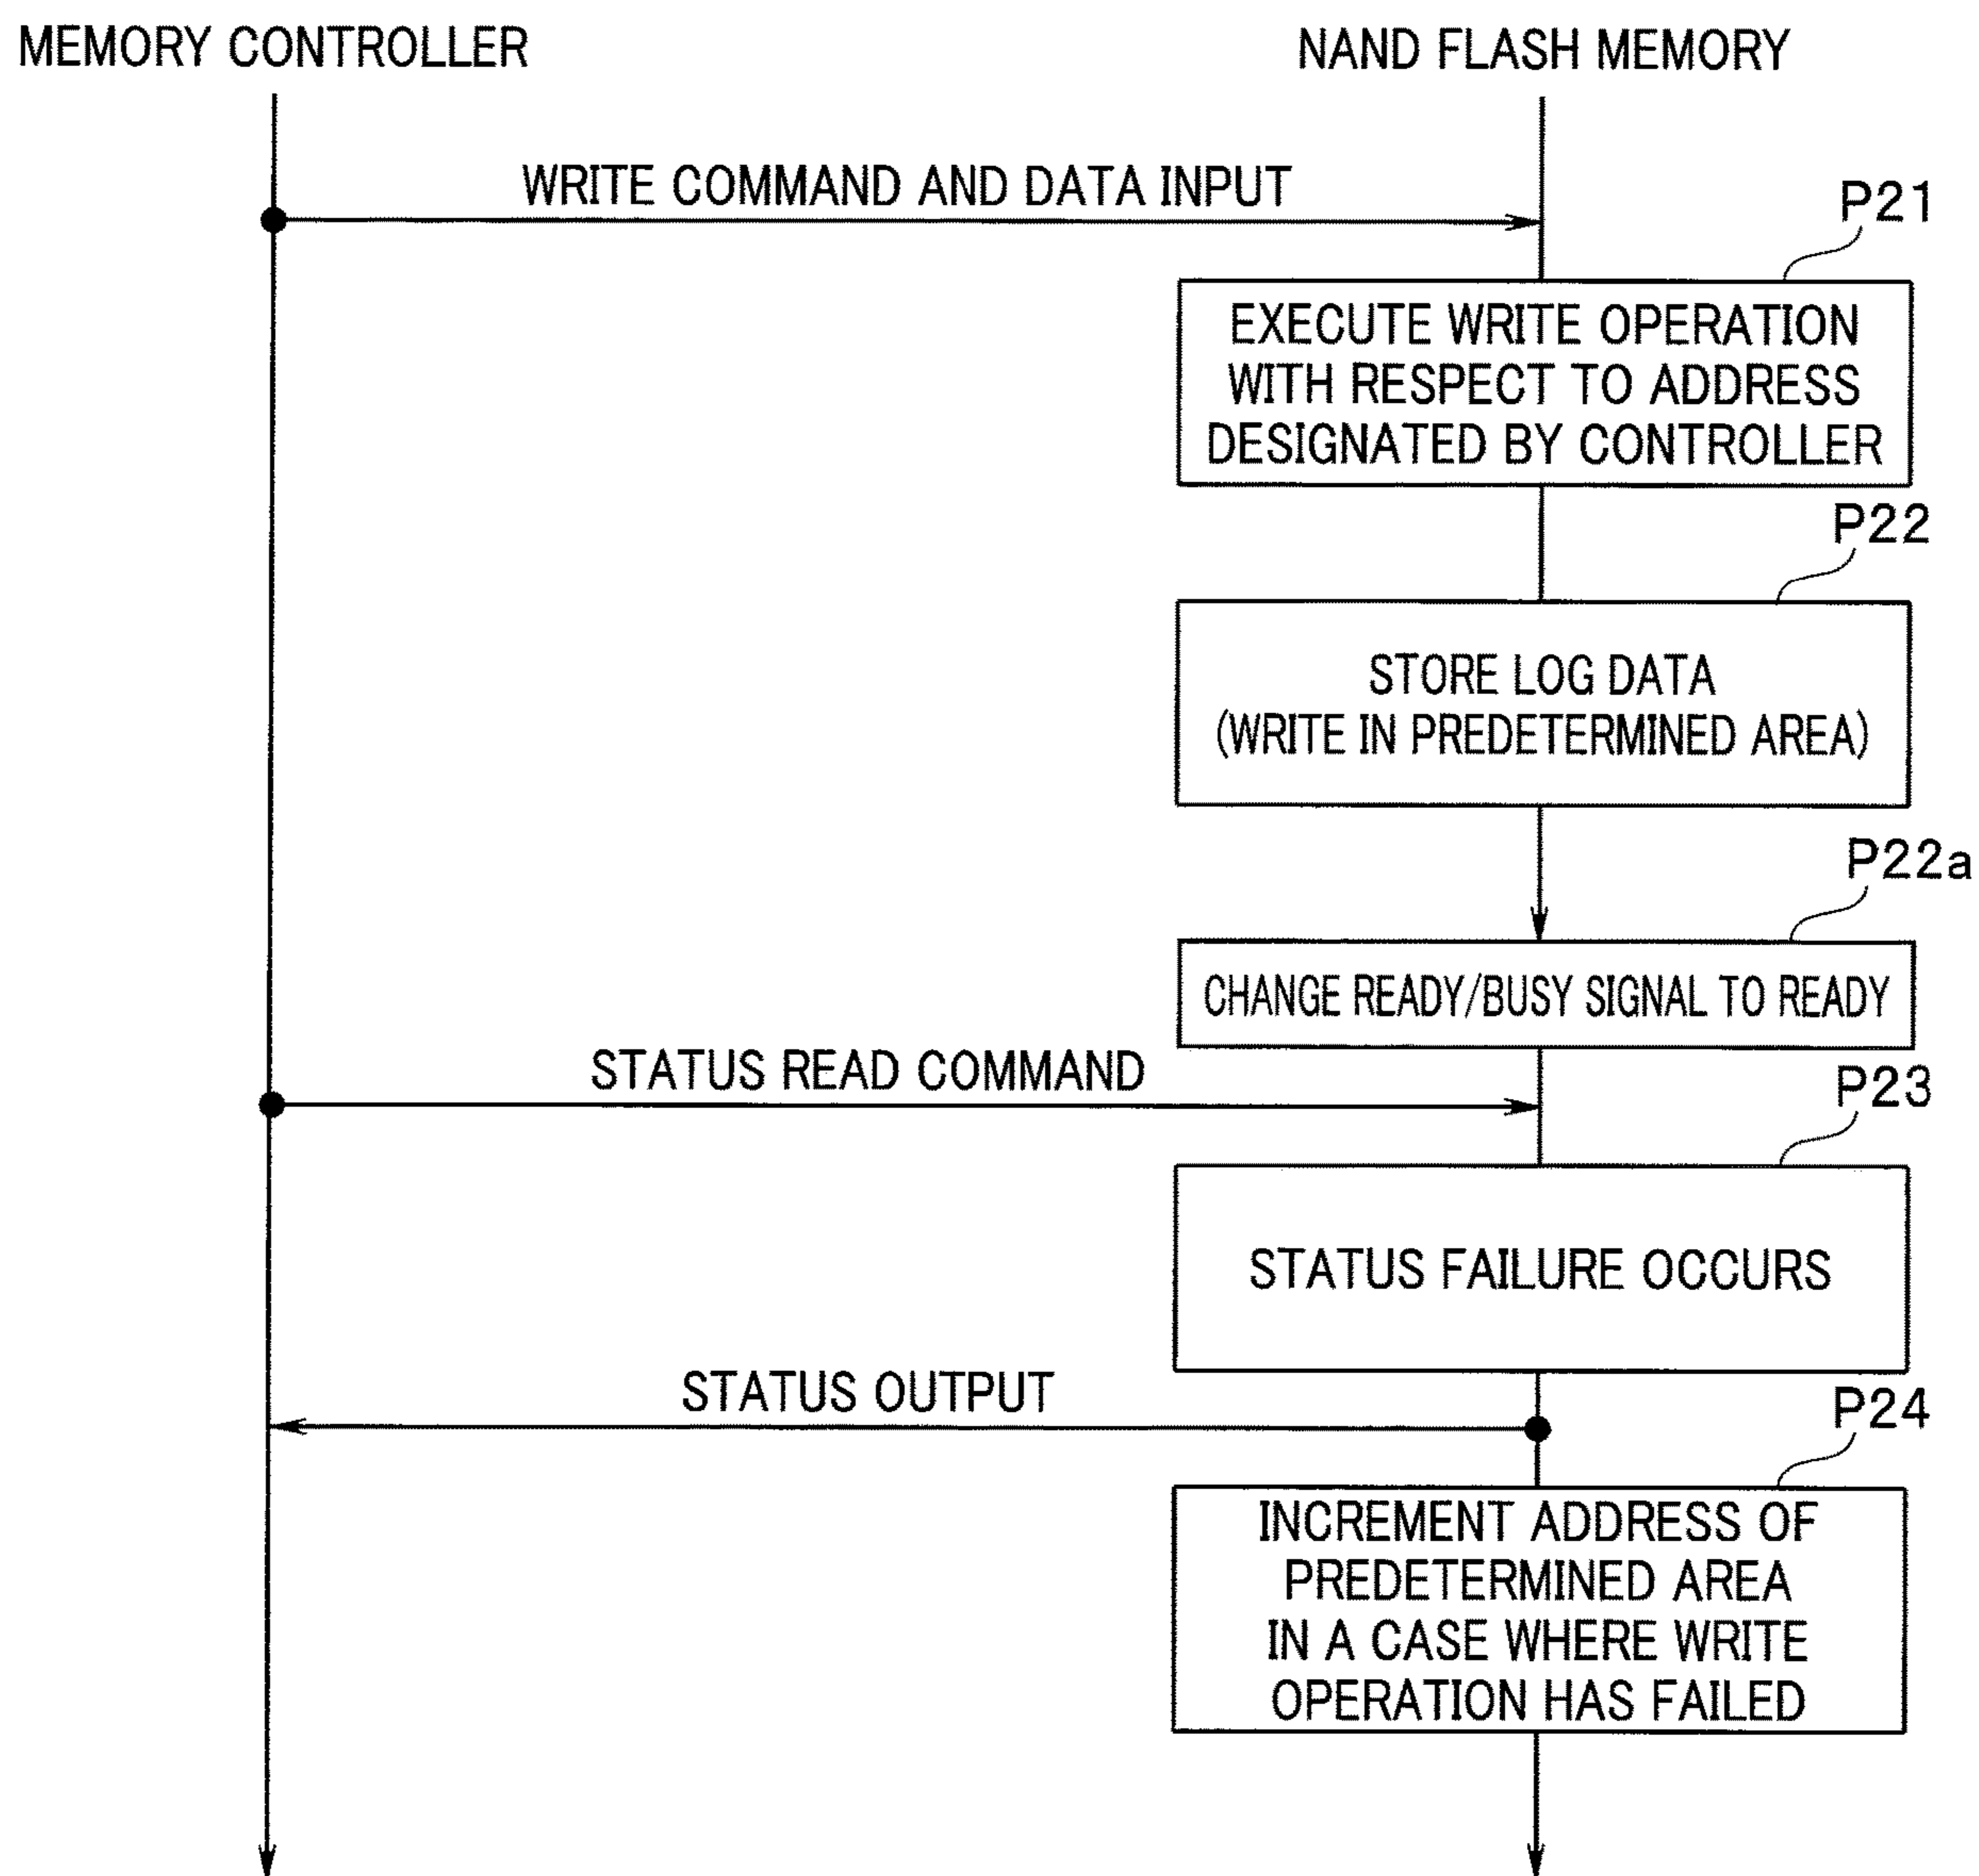 MEMORY CONTROLLER
NAND FLASH MEMORY
WRITE COMMAND AND DATA INPUT
P21
EXECUTE WRITE OPERATION
WITH RESPECT TO ADDRESS
DESIGNATED BY CONTROLLER
P22
STORE LOG DATA
(WRITE IN PREDETERMINED AREA)
P22a
CHANGE READY/BUSY SIGNAL TO READY
STATUS READ COMMAND
P23
STATUS FAILURE OCCURS
STATUS OUTPUT
P24
INCREMENT ADDRESS OF
PREDETERMINED AREA
IN A CASE WHERE WRITE
OPERATION HAS FAILED